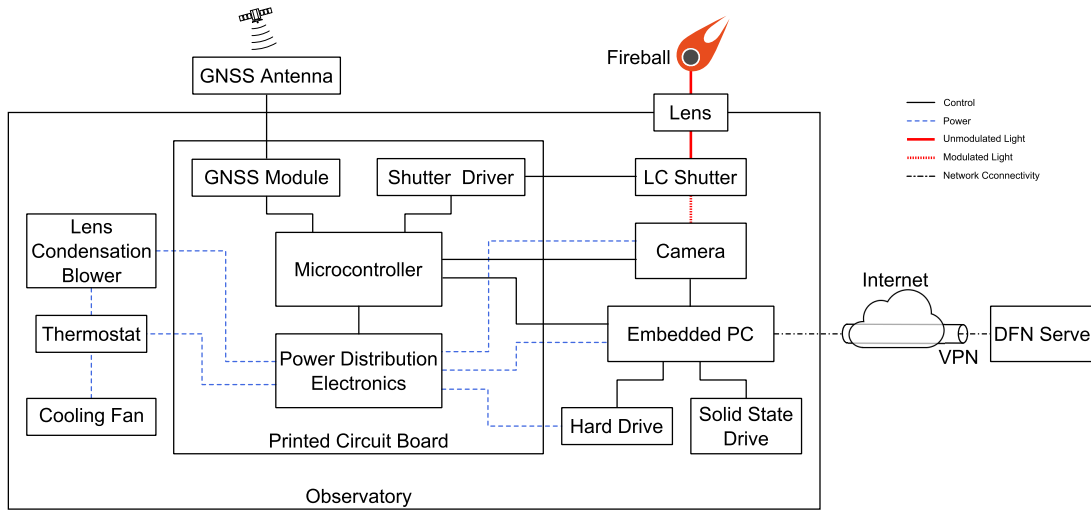 GNSS Antenna
Fireball
Lens
Control
Power
Unmodulated Light
Modulated Light
Network Cconnectivity
GNSS Module
Shutter Driver
LC Shutter
Lens
Condensation
Blower
Microcontroller
Camera
Internet
Thermostat
Power Distribution
Electronics
Embedded PC
VPN
DFN Server
Cooling Fan
Hard Drive
Solid State
Drive
Printed Circuit Board
Observatory